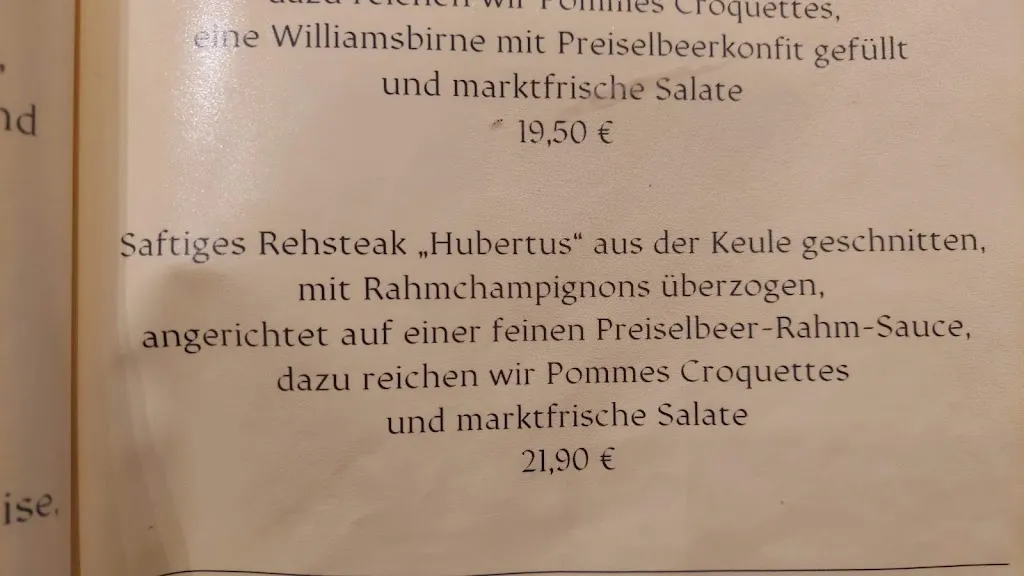 dazu reichen wir Pommes Croquettes,
eine Williamsbirne mit Preiselbeerkonfit gefüllt
und marktfrische Salate
19,50 €
Saftiges Rehsteak „Hubertus“ aus der Keule geschnitten,
mit Rahmchampignons überzogen,
angerichtet auf einer feinen Preiselbeer-Rahm-Sauce,
dazu reichen wir Pommes Croquettes
und marktfrische Salate
21,90 €